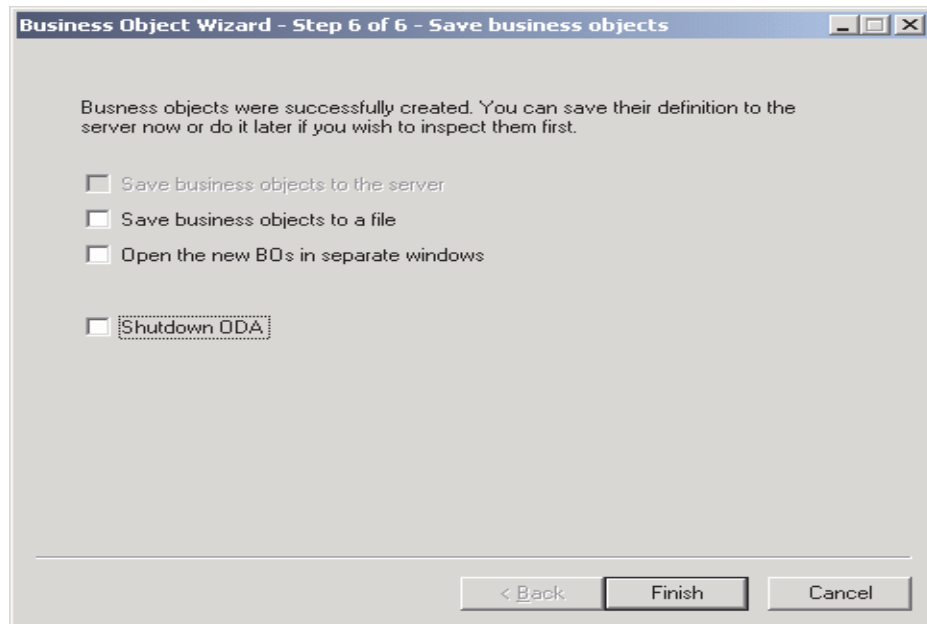 Business Object Wizard - Step 6 of 6 - Save business objects
Busness objects were successfully created. You can save their definition to the
server now or do it later if you wish to inspect them first.
Save business objects to the server
Save business objects to a file
Open the new BOs in separate windows
Shutdown ODA
< Back
Finish
Cancel